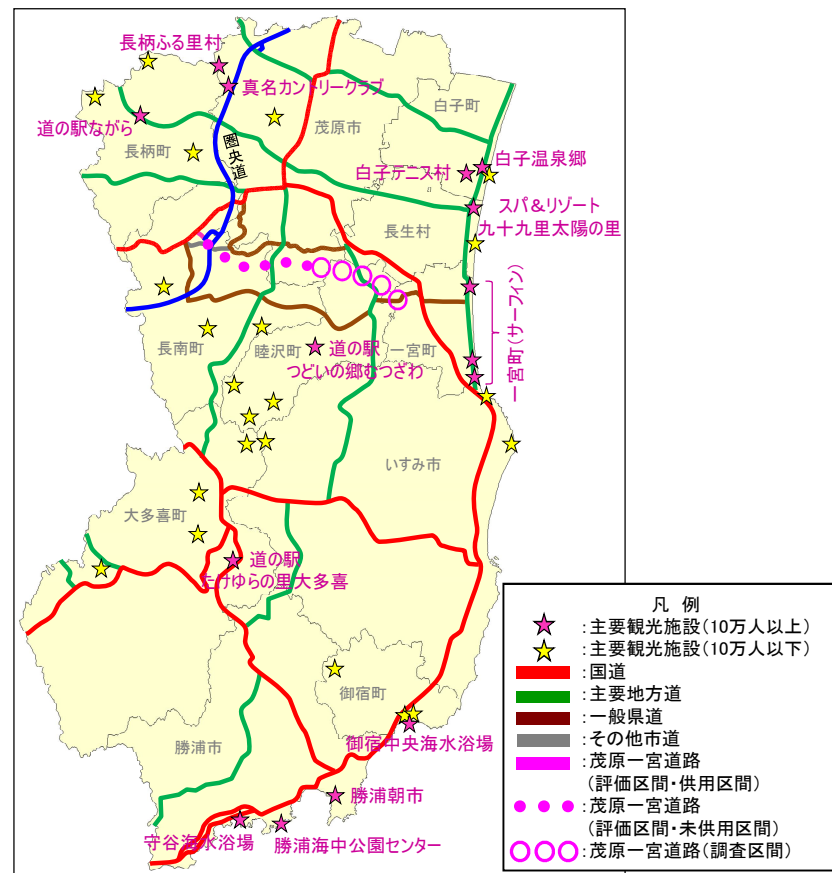 長柄ふる里村
真名カントリークラブ
白子町
道の駅ながら
茂原市
圏央道
長柄町
白子温泉郷
白子テニス村
スパ&リゾート
九十九里太陽の里
長生村
一宮町(サーフィン)
長南町
睦沢町
道の駅
つどいの郷むつざわ
一宮町
いすみ市
大多喜町
道の駅
たけゆらの里大多喜
御宿町
御宿中央海水浴場
勝浦市
勝浦朝市
守谷海水浴場
勝浦海中公園センター
凡 例
:主要観光施設(10万人以上)
:主要観光施設(10万人以下)
:国道
:主要地方道
:一般県道
:その他市道
:茂原一宮道路
(評価区間・供用区間)
:茂原一宮道路
(評価区間・未供用区間)
:茂原一宮道路(調査区間)